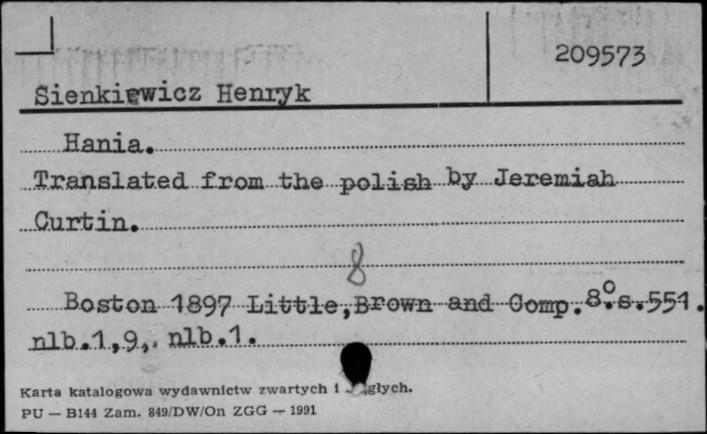 209573
Sienkiewicz Henryk
Hania.
Translated from the polish by Jeremiah
Curtin.
8
Boston 1897 Little,Brown and Comp.8°.s.551.
nlb.1,9,. nlb.1.
Karta katalogowa wydawnictw zwartych i
PU — B144 Zam. 849/DW/On ZGG — 1991